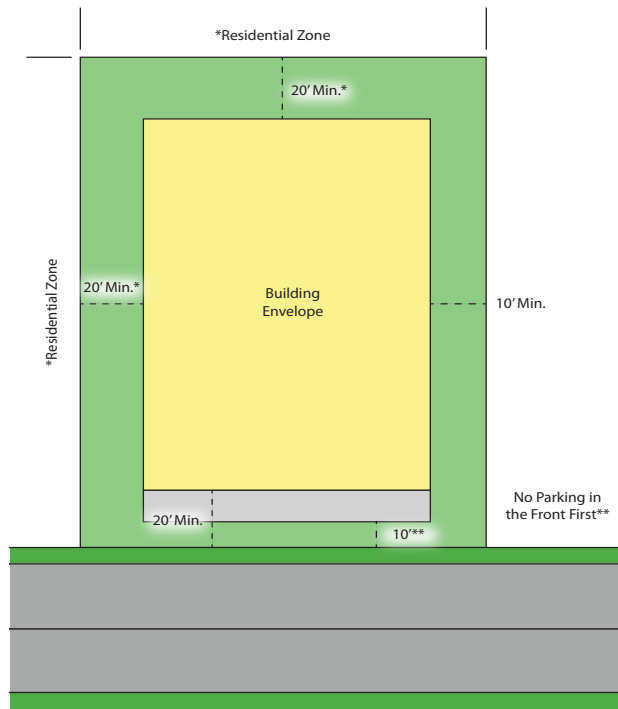 *Residential Zone
20' Min.*
*Residential Zone
20' Min.*
Building
Envelope
10' Min.
20' Min.
No Parking in
the Front First**
10'**